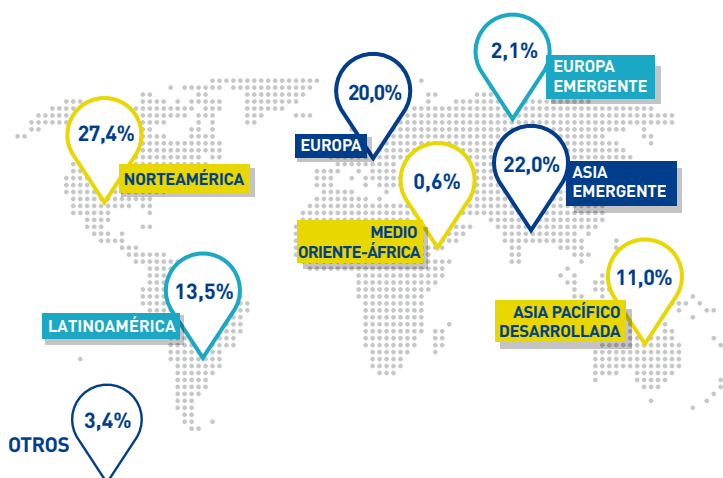 2,1%
EUROPA
EMERGENTE
20,0%
EUROPA
27,4%
NORTEAMÉRICA
0,6%
MEDIO
ORIENTE-ÁFRICA
22,0%
ASIA
EMERGENTE
13,5%
LATINOAMÉRICA
11,0%
ASIA PACÍFICO
DESARROLLADA
3,4%
OTROS